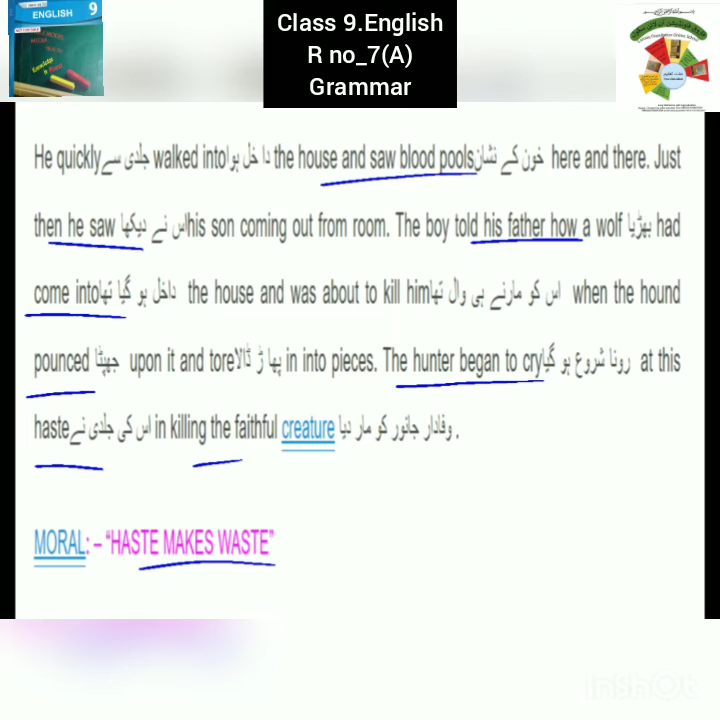 ENGLISH 9
Class 9.English
R no_7(A)
Grammar
He quickly جلدی سے walked into داخل ہوا the house and saw blood pools خون کے نشان here and there. Just
then he saw اس نے دیکھا his son coming out from room. The boy told his father how a wolf بھڑیا had
come into داخل ہو گیا تھا the house and was about to kill him اس کو مارنے ہی وال تھا when the hound
pounced جھپٹا upon it and tore پھاڑ ڈالا in into pieces. The hunter began to cry رونا شروع ہو گیا at this
haste اس کی جلدی نے in killing the faithful creature وفادار جانور کو مار دیا .
MORAL: – “HASTE MAKES WASTE”
InShOt